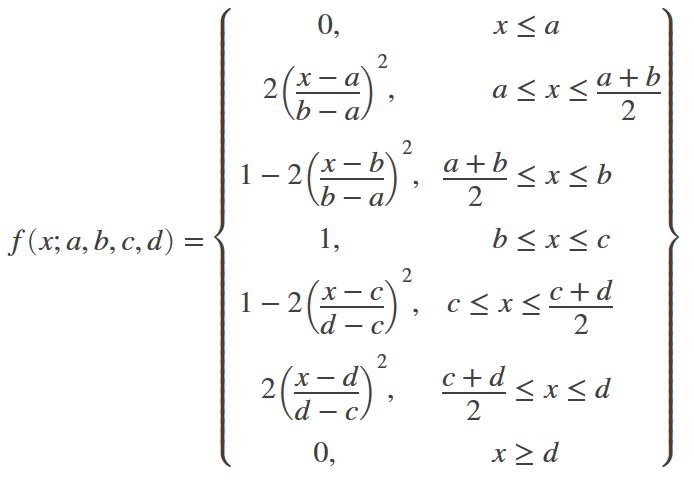 f(x; a, b, c, d) = {
0, x ≤ a
2((x − a)/(b − a))², a ≤ x ≤ (a + b)/2
1 − 2((x − b)/(b − a))², (a + b)/2 ≤ x ≤ b
1, b ≤ x ≤ c
1 − 2((x − c)/(d − c))², c ≤ x ≤ (c + d)/2
2((x − d)/(d − c))², (c + d)/2 ≤ x ≤ d
0, x ≥ d
}